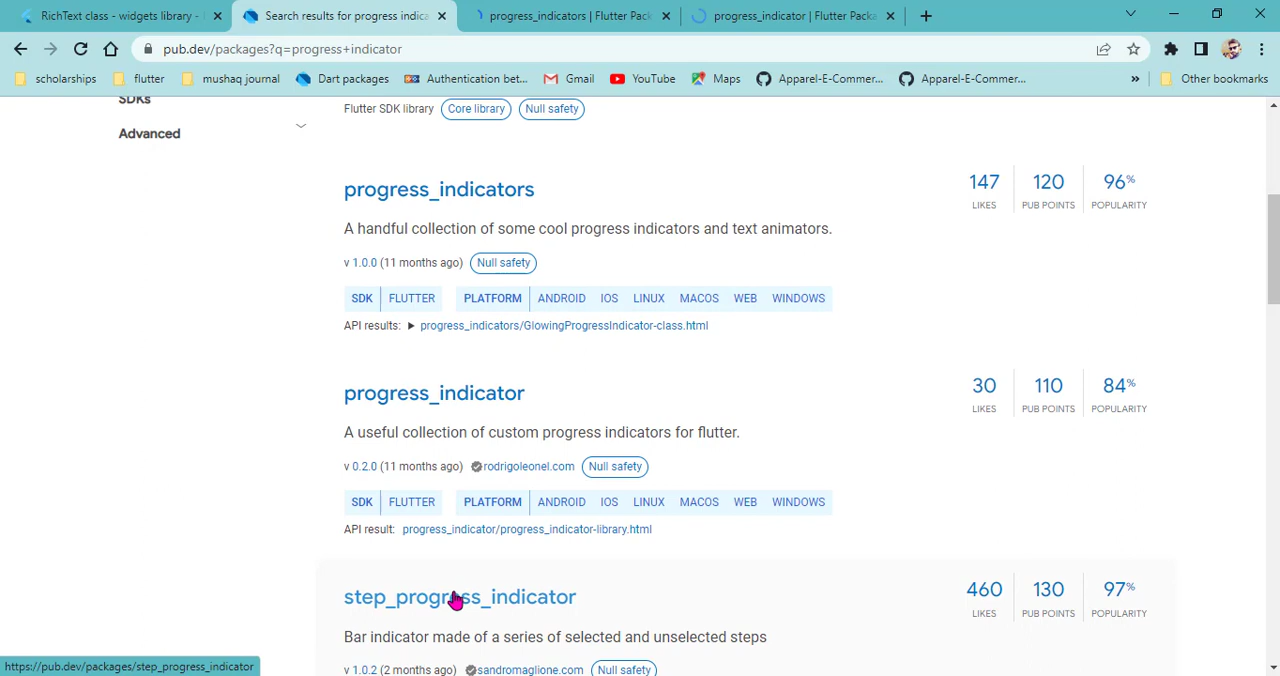 RichText class - widgets library -
Search results for progress indica
progress_indicators | Flutter Pack
progress_indicator | Flutter Packa
pub.dev/packages?q=progress+indicator
scholarships
flutter
mushaq journal
Dart packages
Authentication bet...
Gmail
YouTube
Maps
Apparel-E-Commer...
Apparel-E-Commer...
»
Other bookmarks
SDKs
Advanced
Flutter SDK library Core library Null safety
progress_indicators
147 120 96%
LIKES PUB POINTS POPULARITY
A handful collection of some cool progress indicators and text animators.
v 1.0.0 (11 months ago) Null safety
SDK FLUTTER PLATFORM ANDROID IOS LINUX MACOS WEB WINDOWS
API results: progress_indicators/GlowingProgressIndicator-class.html
progress_indicator
30 110 84%
LIKES PUB POINTS POPULARITY
A useful collection of custom progress indicators for flutter.
v 0.2.0 (11 months ago) rodrigoleonel.com Null safety
SDK FLUTTER PLATFORM ANDROID IOS LINUX MACOS WEB WINDOWS
API result: progress_indicator/progress_indicator-library.html
step_progress_indicator
460 130 97%
LIKES PUB POINTS POPULARITY
Bar indicator made of a series of selected and unselected steps
v 1.0.2 (2 months ago) sandromaglione.com Null safety
https://pub.dev/packages/step_progress_indicator